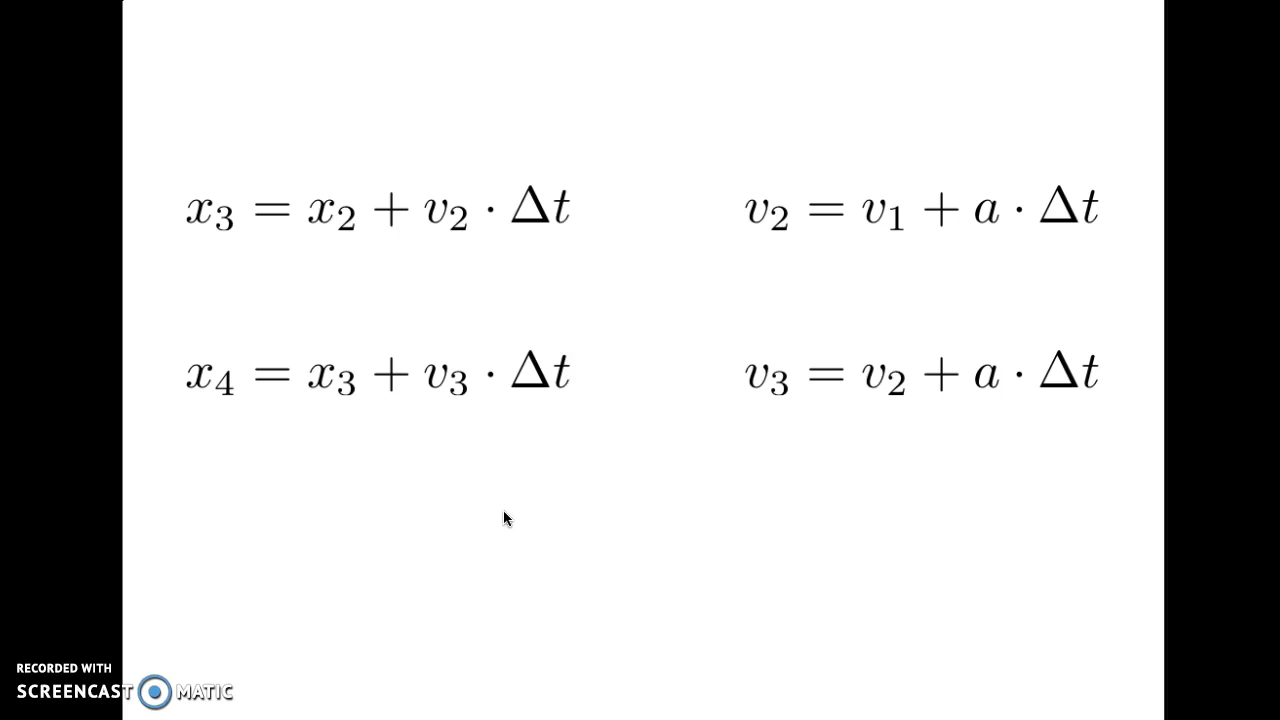 x₃ = x₂ + v₂ · Δt v₂ = v₁ + a · Δt
x₄ = x₃ + v₃ · Δt v₃ = v₂ + a · Δt
RECORDED WITH
SCREENCAST MATIC